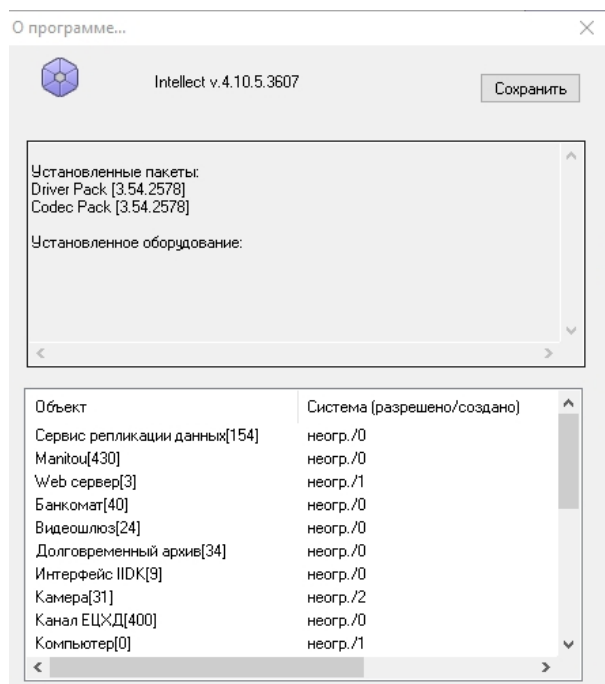 О программе...
Intellect v.4.10.5.3607
Сохранить
Установленные пакеты:
Driver Pack [3.54.2578]
Codec Pack [3.54.2578]
Установленное оборудование:
Объект Система (разрешено/создано)
Сервис репликации данных[154] неогр./0
Manitou[430] неогр./0
Web сервер[3] неогр./1
Банкомат[40] неогр./0
Видеошлюз[24] неогр./0
Долговременный архив[34] неогр./0
Интерфейс IIDK[9] неогр./0
Камера[31] неогр./2
Канал ЕЦХД[400] неогр./0
Компьютер[0] неогр./1